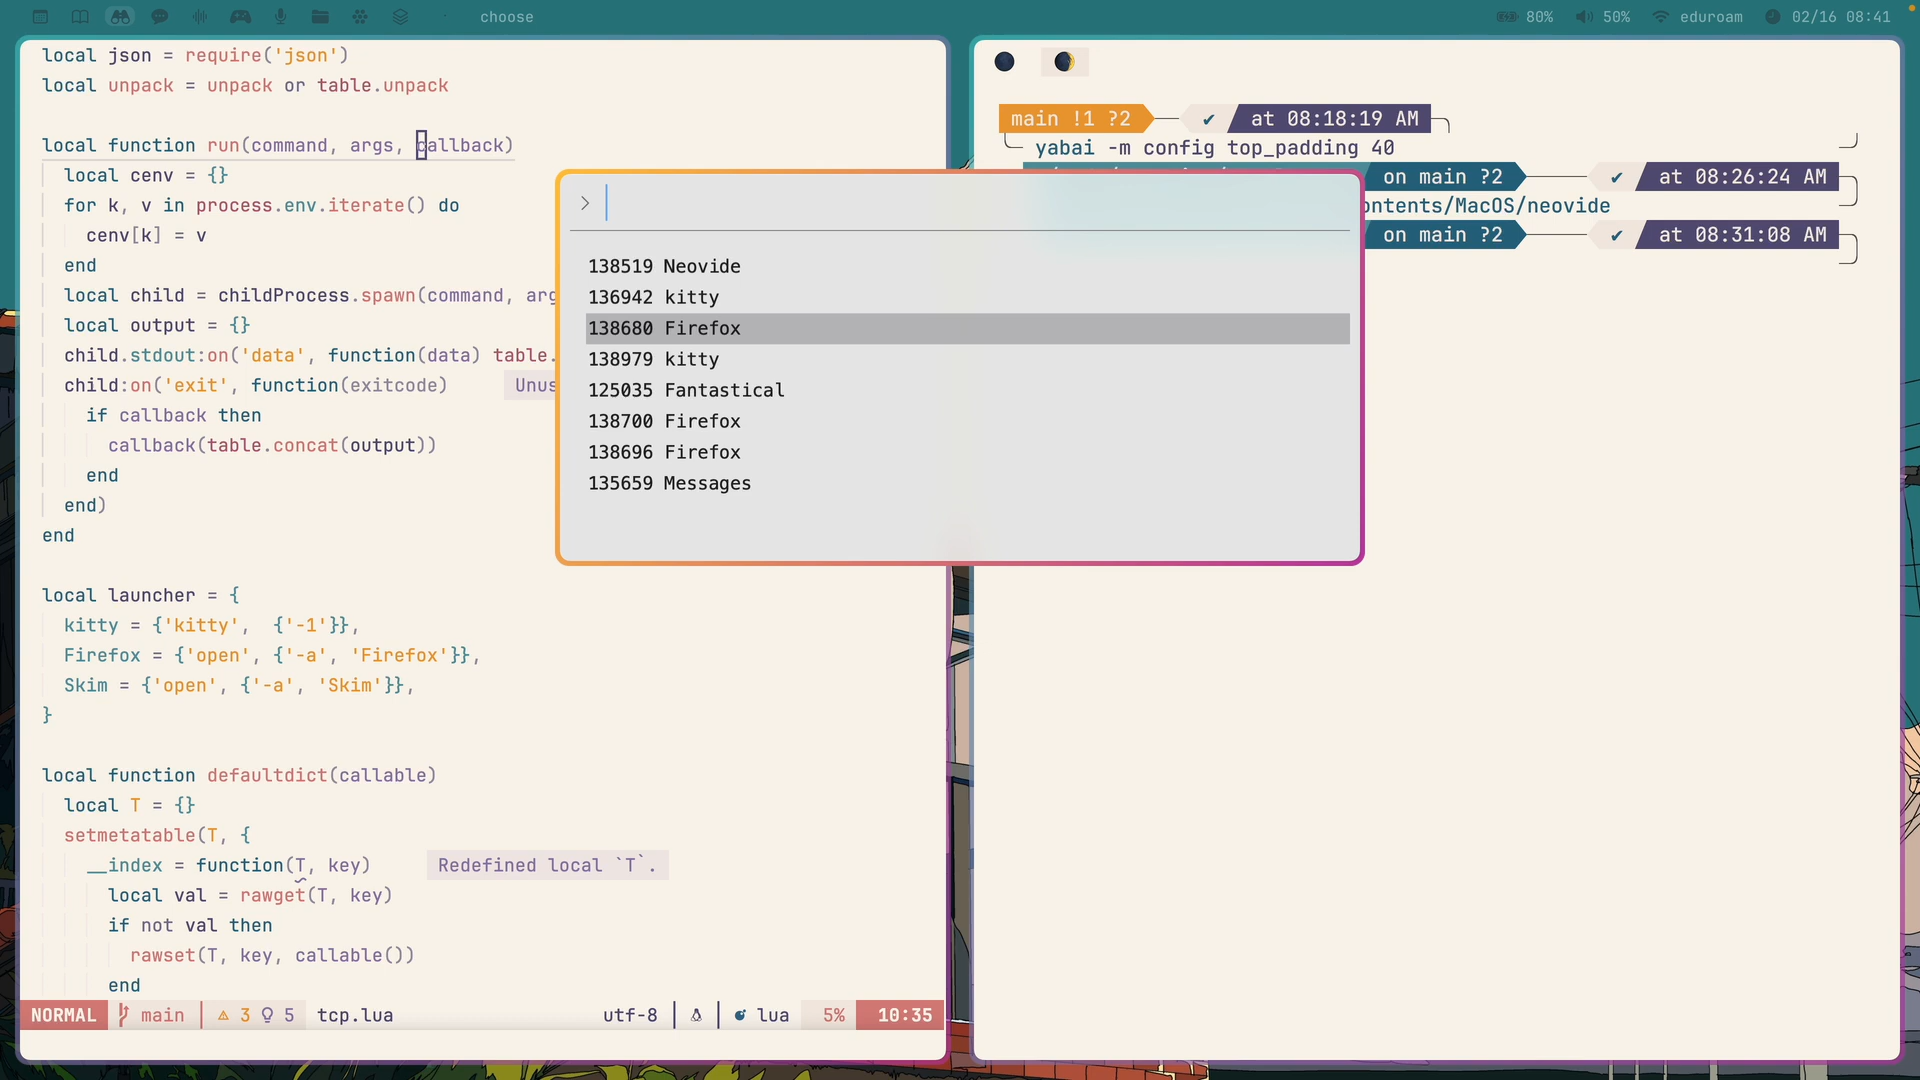 choose
80%
50%
eduroam
02/16 08:41
local json = require('json')
local unpack = unpack or table.unpack
local function run(command, args, callback)
local cenv = {}
for k, v in process.env.iterate() do
cenv[k] = v
end
local child = childProcess.spawn(command, arg
local output = {}
child.stdout:on('data', function(data) table.
child:on('exit', function(exitcode) Unus
if callback then
callback(table.concat(output))
end
end)
end
local launcher = {
kitty = {'kitty', {'-1'}},
Firefox = {'open', {'-a', 'Firefox'}},
Skim = {'open', {'-a', 'Skim'}},
}
local function defaultdict(callable)
local T = {}
setmetatable(T, {
__index = function(T, key) Redefined local `T`.
local val = rawget(T, key)
if not val then
rawset(T, key, callable())
end
NORMAL main 3 5 tcp.lua utf-8 lua 5% 10:35
>
138519 Neovide
136942 kitty
138680 Firefox
138979 kitty
125035 Fantastical
138700 Firefox
138696 Firefox
135659 Messages
main !1 ?2 ✔ at 08:18:19 AM
yabai -m config top_padding 40
on main ?2 ✔ at 08:26:24 AM
ontents/MacOS/neovide
on main ?2 ✔ at 08:31:08 AM